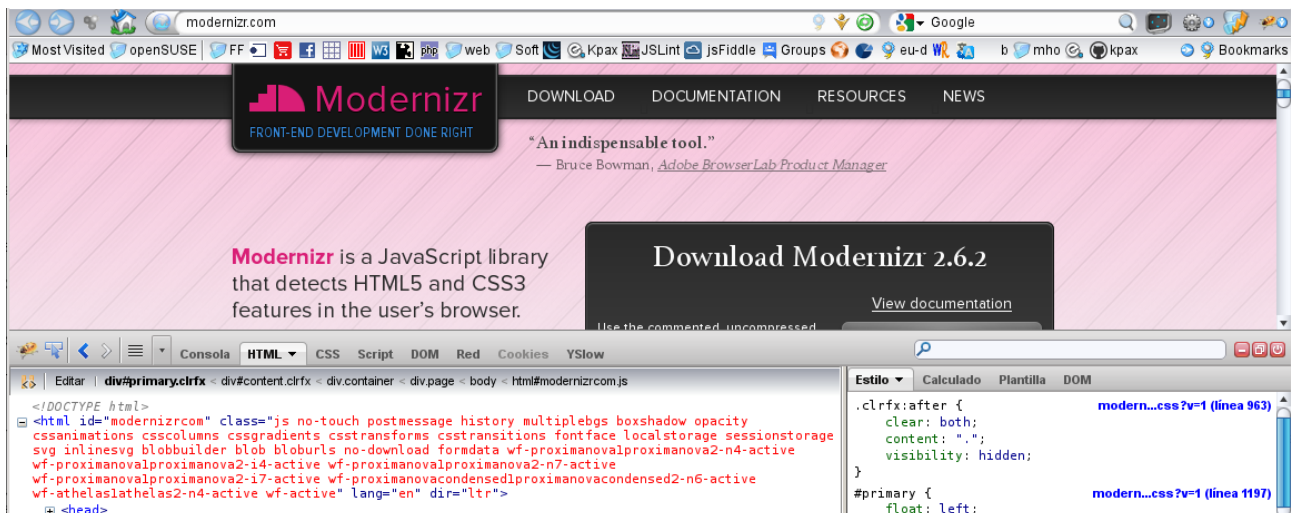 modernizr.com
Google
Most Visited openSUSE FF W3 php web Soft Kpax JSLint jsFiddle Groups eu-d b mho kpax Bookmarks
Modernizr
FRONT-END DEVELOPMENT DONE RIGHT
DOWNLOAD DOCUMENTATION RESOURCES NEWS
“An indispensable tool.”
— Bruce Bowman, Adobe BrowserLab Product Manager
Modernizr is a JavaScript library
that detects HTML5 and CSS3
features in the user's browser.
Download Modernizr 2.6.2
View documentation
Use the commented, uncompressed
Consola HTML CSS Script DOM Red Cookies YSlow
Editar div#primary.clrfx < div#content.clrfx < div.container < div.page < body < html#modernizrcom.js
<!DOCTYPE html>
<html id="modernizrcom" class="js no-touch postmessage history multiplebgs boxshadow opacity
cssanimations csscolumns cssgradients csstransforms csstransitions fontface localstorage sessionstorage
svg inlinesvg blobbuilder blob bloburls no-download formdata wf-proximanova1proximanova2-n4-active
wf-proximanova1proximanova2-i4-active wf-proximanova1proximanova2-n7-active
wf-proximanova1proximanova2-i7-active wf-proximanovacondensed1proximanovacondensed2-n6-active
wf-athelas1athelas2-n4-active wf-active" lang="en" dir="ltr">
<head>
Estilo Calculado Plantilla DOM
.clrfx:after { modern...css?v=1 (línea 963)
clear: both;
content: ".";
visibility: hidden;
}
#primary { modern...css?v=1 (línea 1197)
float: left;